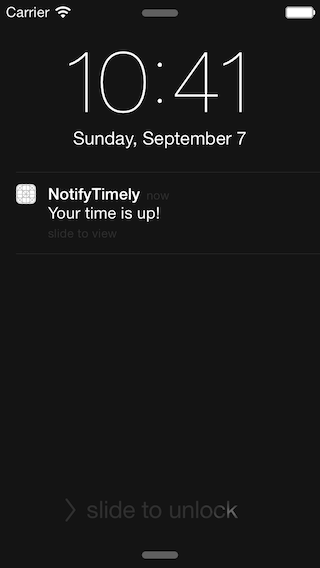 Carrier
10:41
Sunday, September 7
NotifyTimely now
Your time is up!
slide to view
> slide to unlock